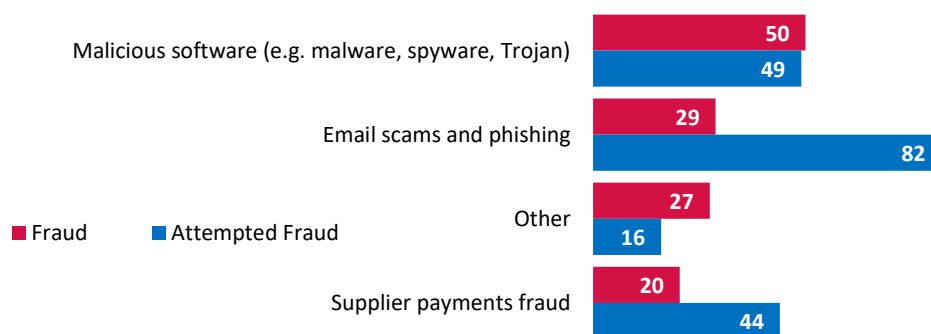 Malicious software (e.g. malware, spyware, Trojan)
50
49
Email scams and phishing
29
82
Fraud
Attempted Fraud
Other
27
16
Supplier payments fraud
20
44